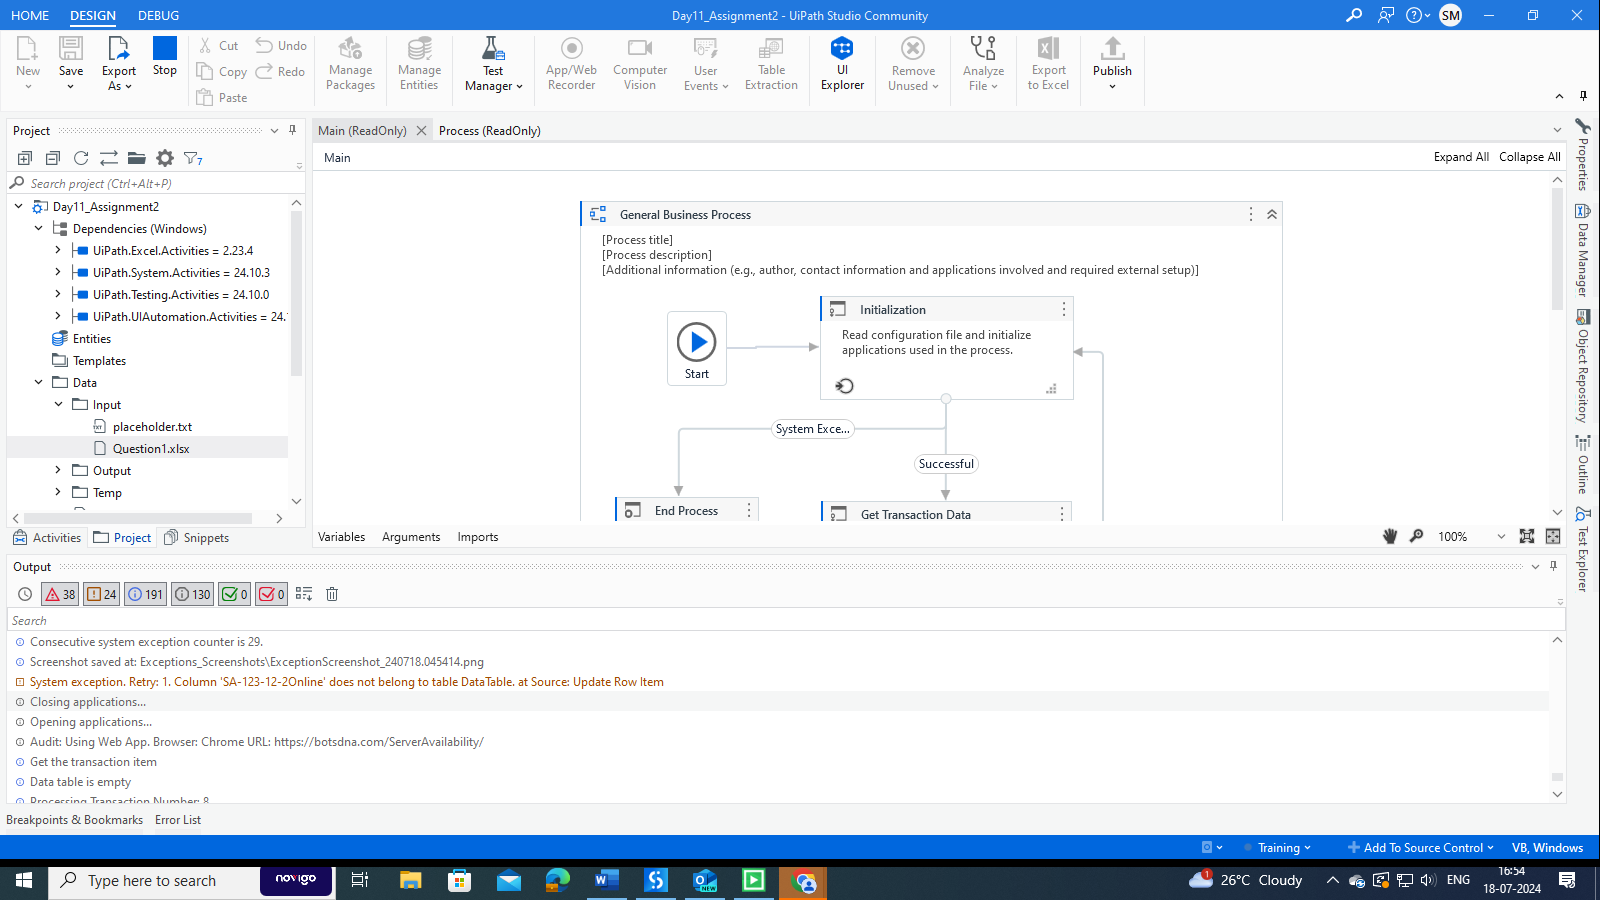 HOME DESIGN DEBUG Day11_Assignment2 - UiPath Studio Community SM
New Save Export As Stop Cut Copy Paste Undo Redo Manage Packages Manage Entities Test Manager App/Web Recorder Computer Vision User Events Table Extraction UI Explorer Remove Unused Analyze File Export to Excel Publish
Project
7
Search project (Ctrl+Alt+P)
Day11_Assignment2
Dependencies (Windows)
UiPath.Excel.Activities = 2.23.4
UiPath.System.Activities = 24.10.3
UiPath.Testing.Activities = 24.10.0
UiPath.UIAutomation.Activities = 24.
Entities
Templates
Data
Input
placeholder.txt
Question1.xlsx
Output
Temp
Activities Project Snippets
Main (ReadOnly) Process (ReadOnly)
Main Expand All Collapse All
General Business Process
[Process title]
[Process description]
[Additional information (e.g., author, contact information and applications involved and required external setup)]
Start
Initialization
Read configuration file and initialize
applications used in the process.
System Exce...
Successful
End Process
Get Transaction Data
Variables Arguments Imports 100%
Properties
Data Manager
Object Repository
Outline
Test Explorer
Output
38 24 191 130 0 0
Search
Consecutive system exception counter is 29.
Screenshot saved at: Exceptions_Screenshots\ExceptionScreenshot_240718.045414.png
System exception. Retry: 1. Column 'SA-123-12-2Online' does not belong to table DataTable. at Source: Update Row Item
Closing applications...
Opening applications...
Audit: Using Web App. Browser: Chrome URL: https://botsdna.com/ServerAvailability/
Get the transaction item
Data table is empty
Processing Transaction Number: 8
Breakpoints & Bookmarks Error List
Training Add To Source Control VB, Windows
Type here to search novigo NEW 1 26°C Cloudy ENG 16:54
18-07-2024